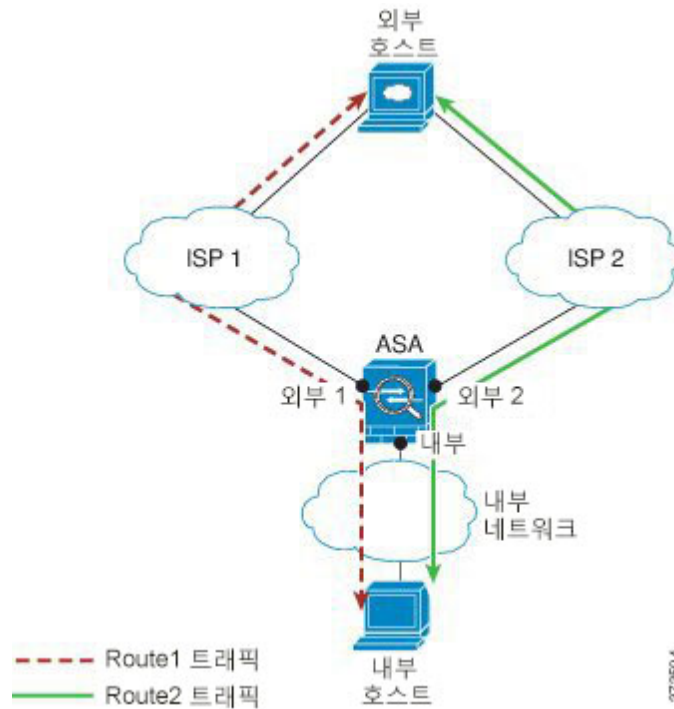 외부
호스트
ISP 1
ISP 2
ASA
외부 1
외부 2
내부
내부
네트워크
Route1 트래픽
Route2 트래픽
내부
호스트